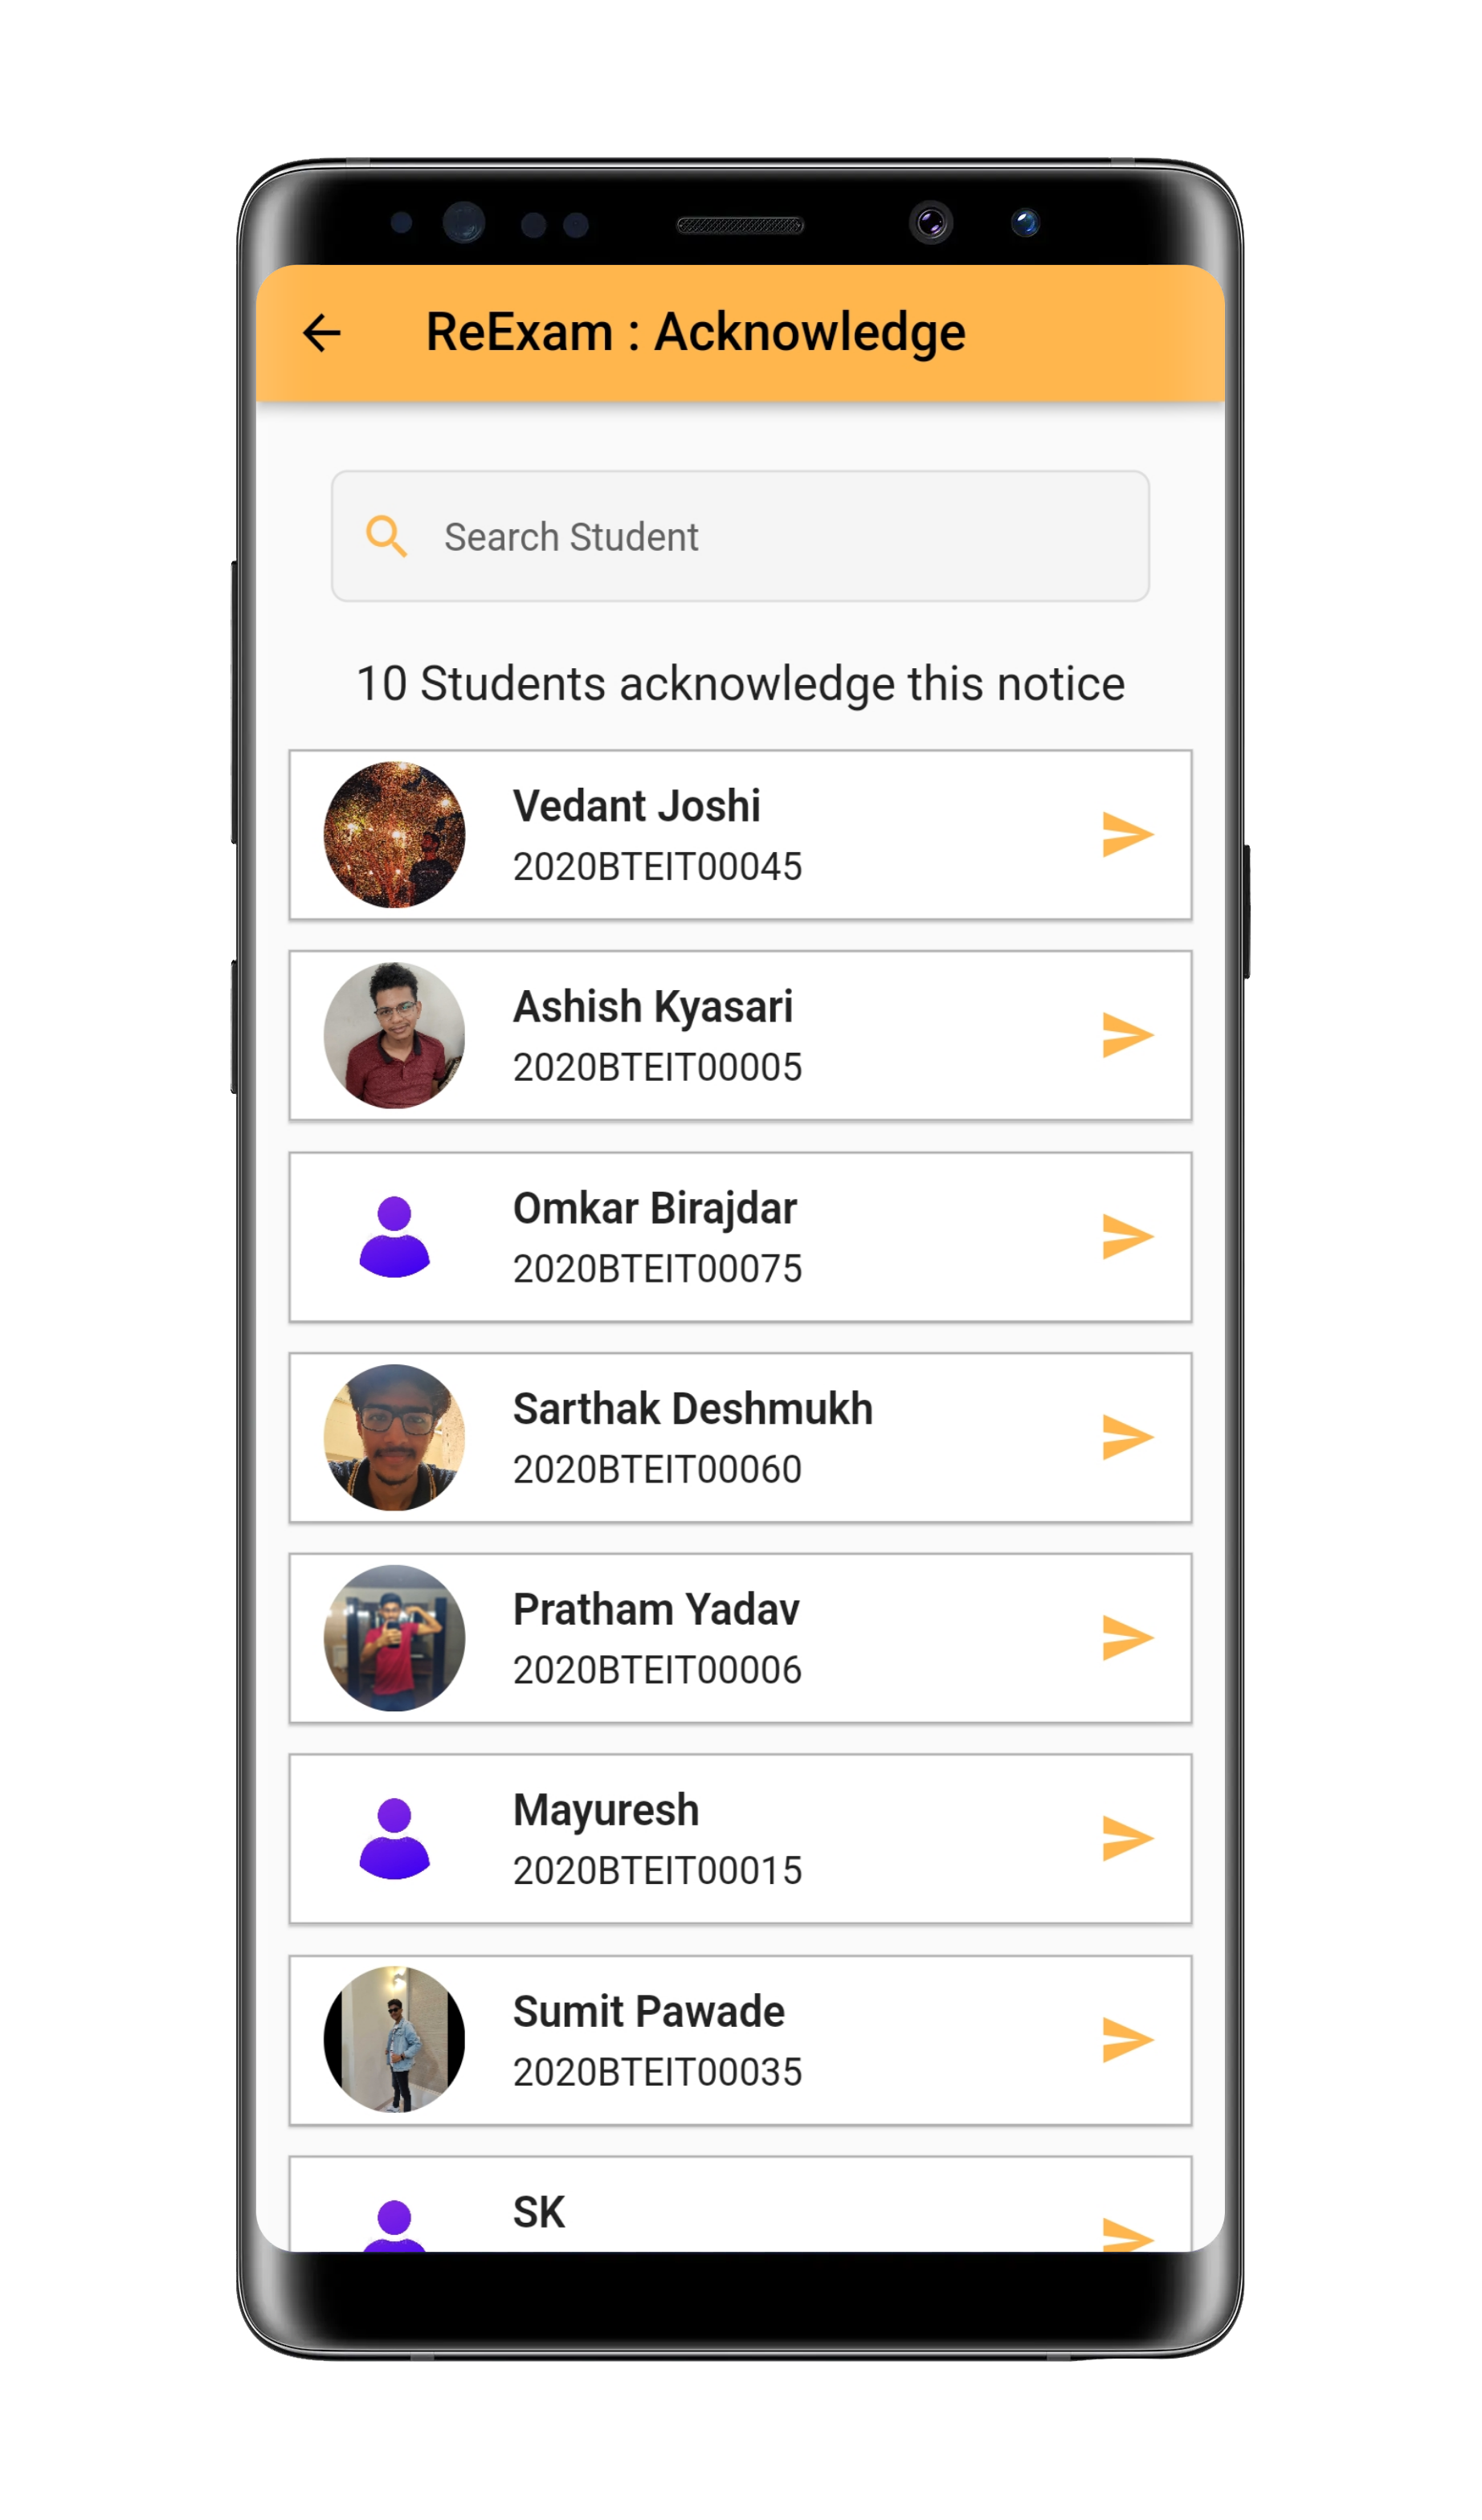 ReExam : Acknowledge
Search Student
10 Students acknowledge this notice
Vedant Joshi
2020BTEIT00045
Ashish Kyasari
2020BTEIT00005
Omkar Birajdar
2020BTEIT00075
Sarthak Deshmukh
2020BTEIT00060
Pratham Yadav
2020BTEIT00006
Mayuresh
2020BTEIT00015
Sumit Pawade
2020BTEIT00035
SK